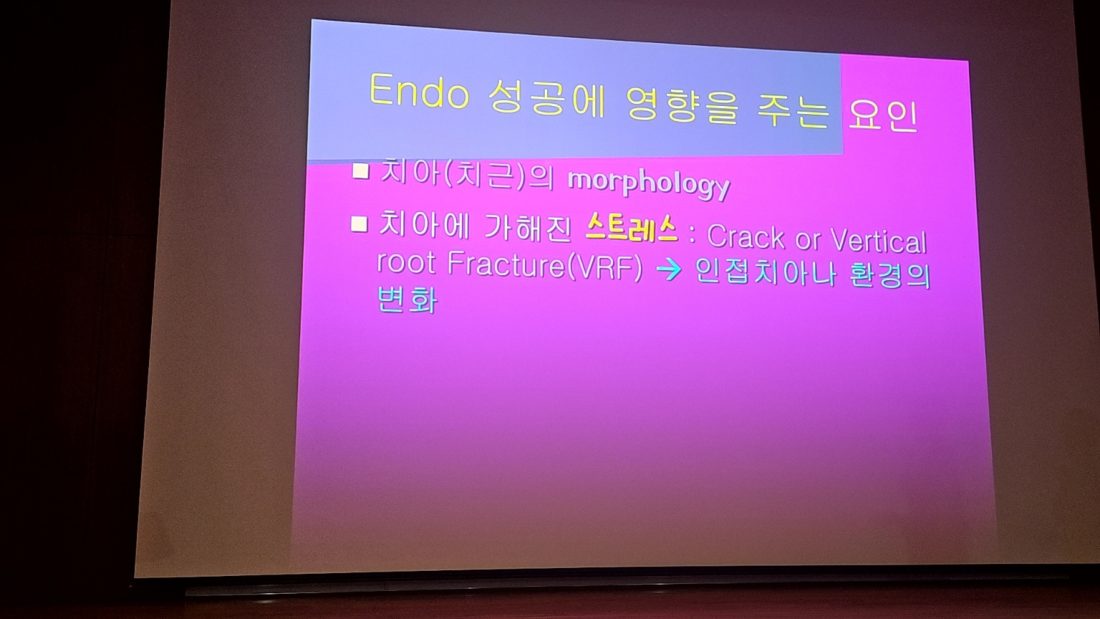 Endo 성공에 영향을 주는 요인
■ 치아(치근)의 morphology
■ 치아에 가해진 스트레스 : Crack or Vertical
root Fracture(VRF) → 인접치아나 환경의
변화